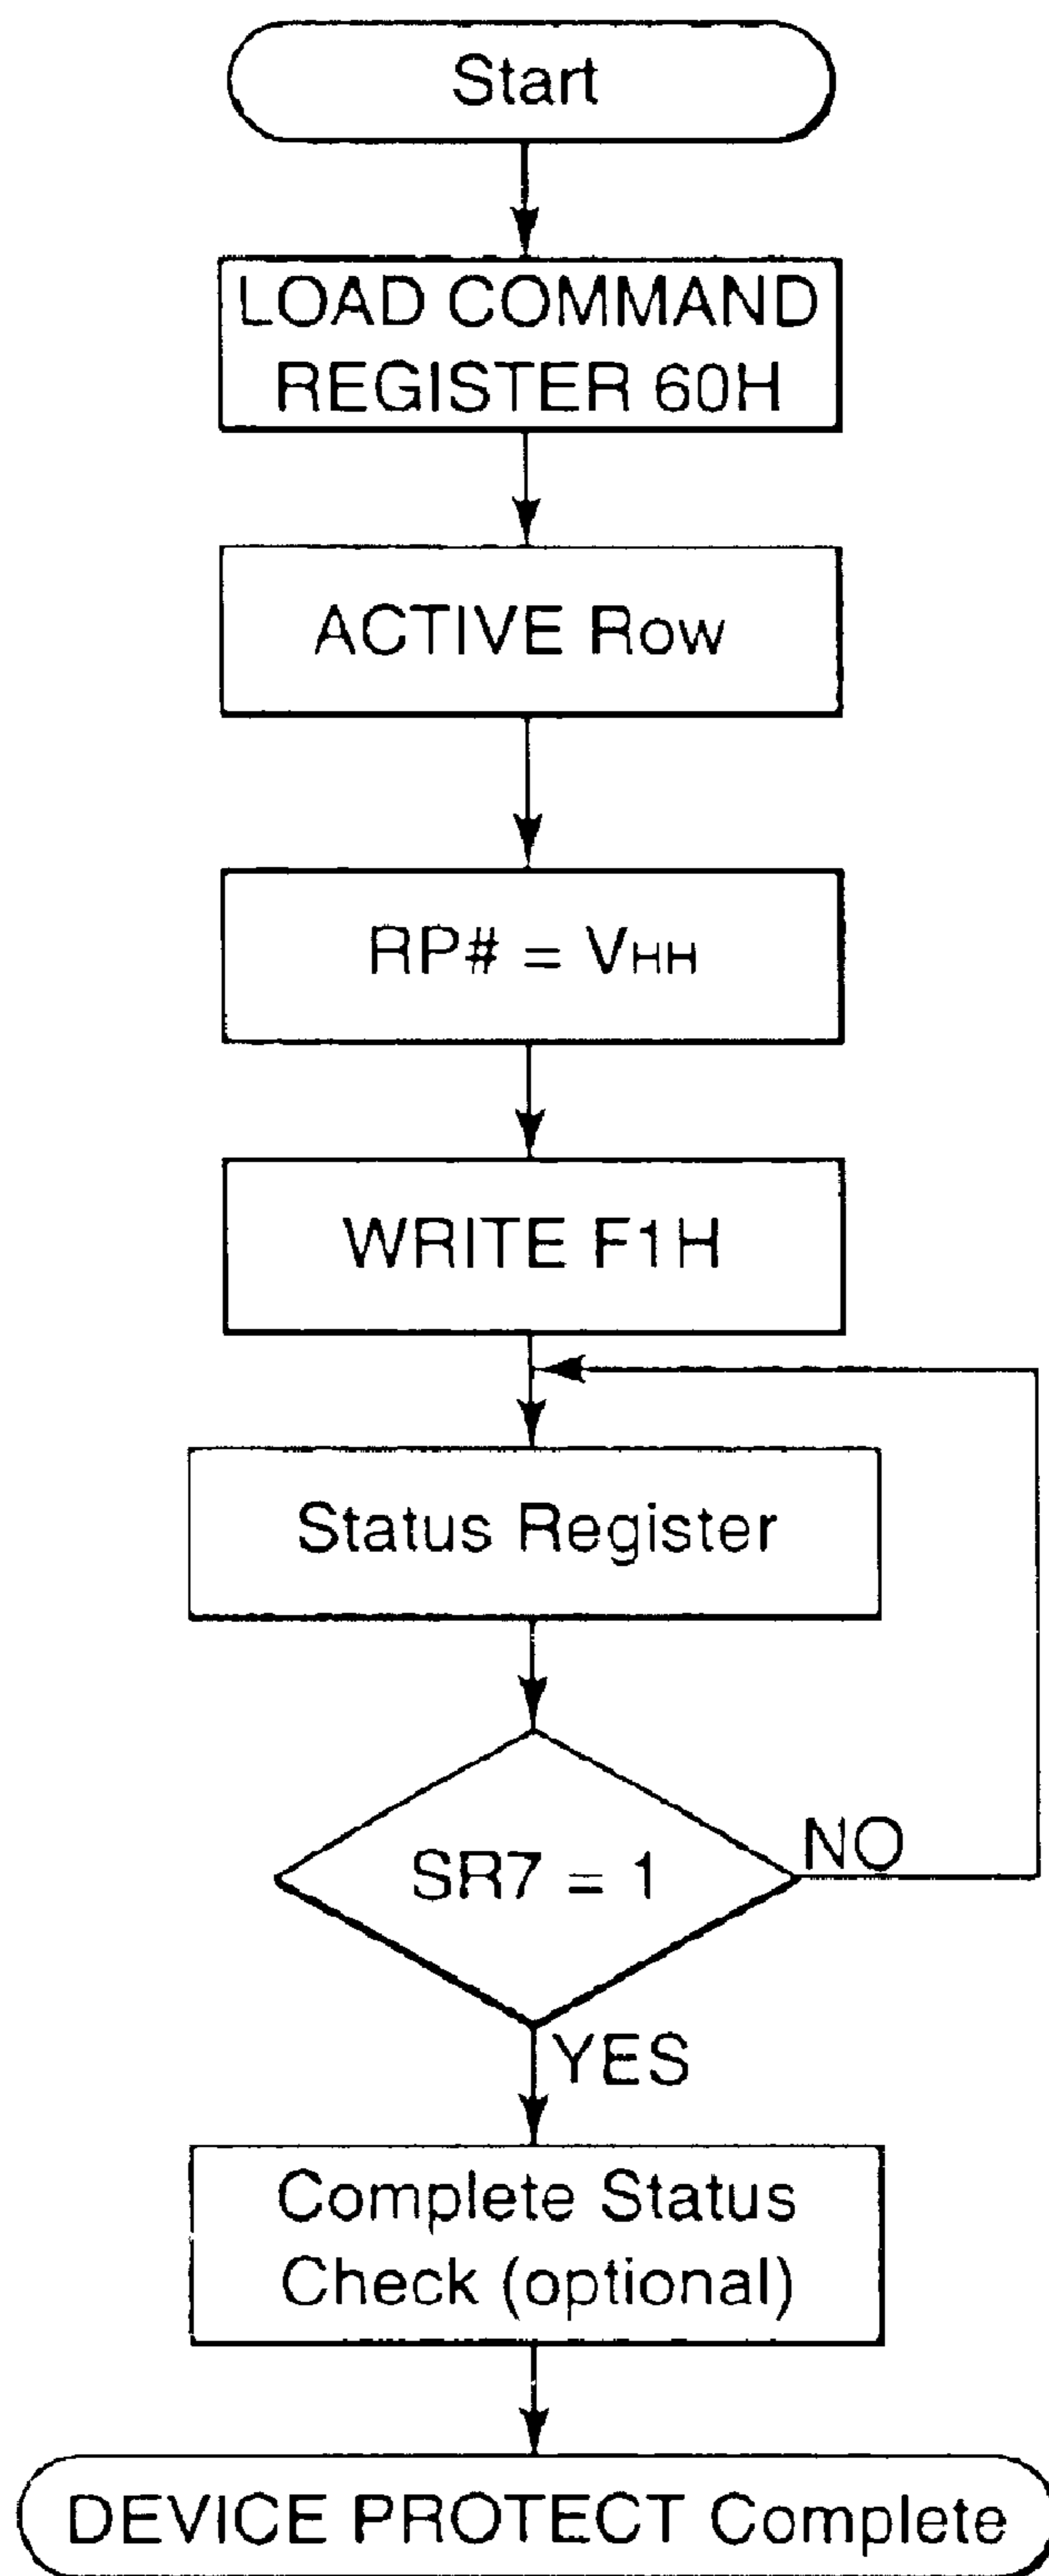 Start
LOAD COMMAND
REGISTER 60H
ACTIVE Row
RP# = VHH
WRITE F1H
Status Register
SR7 = 1
NO
YES
Complete Status
Check (optional)
DEVICE PROTECT Complete